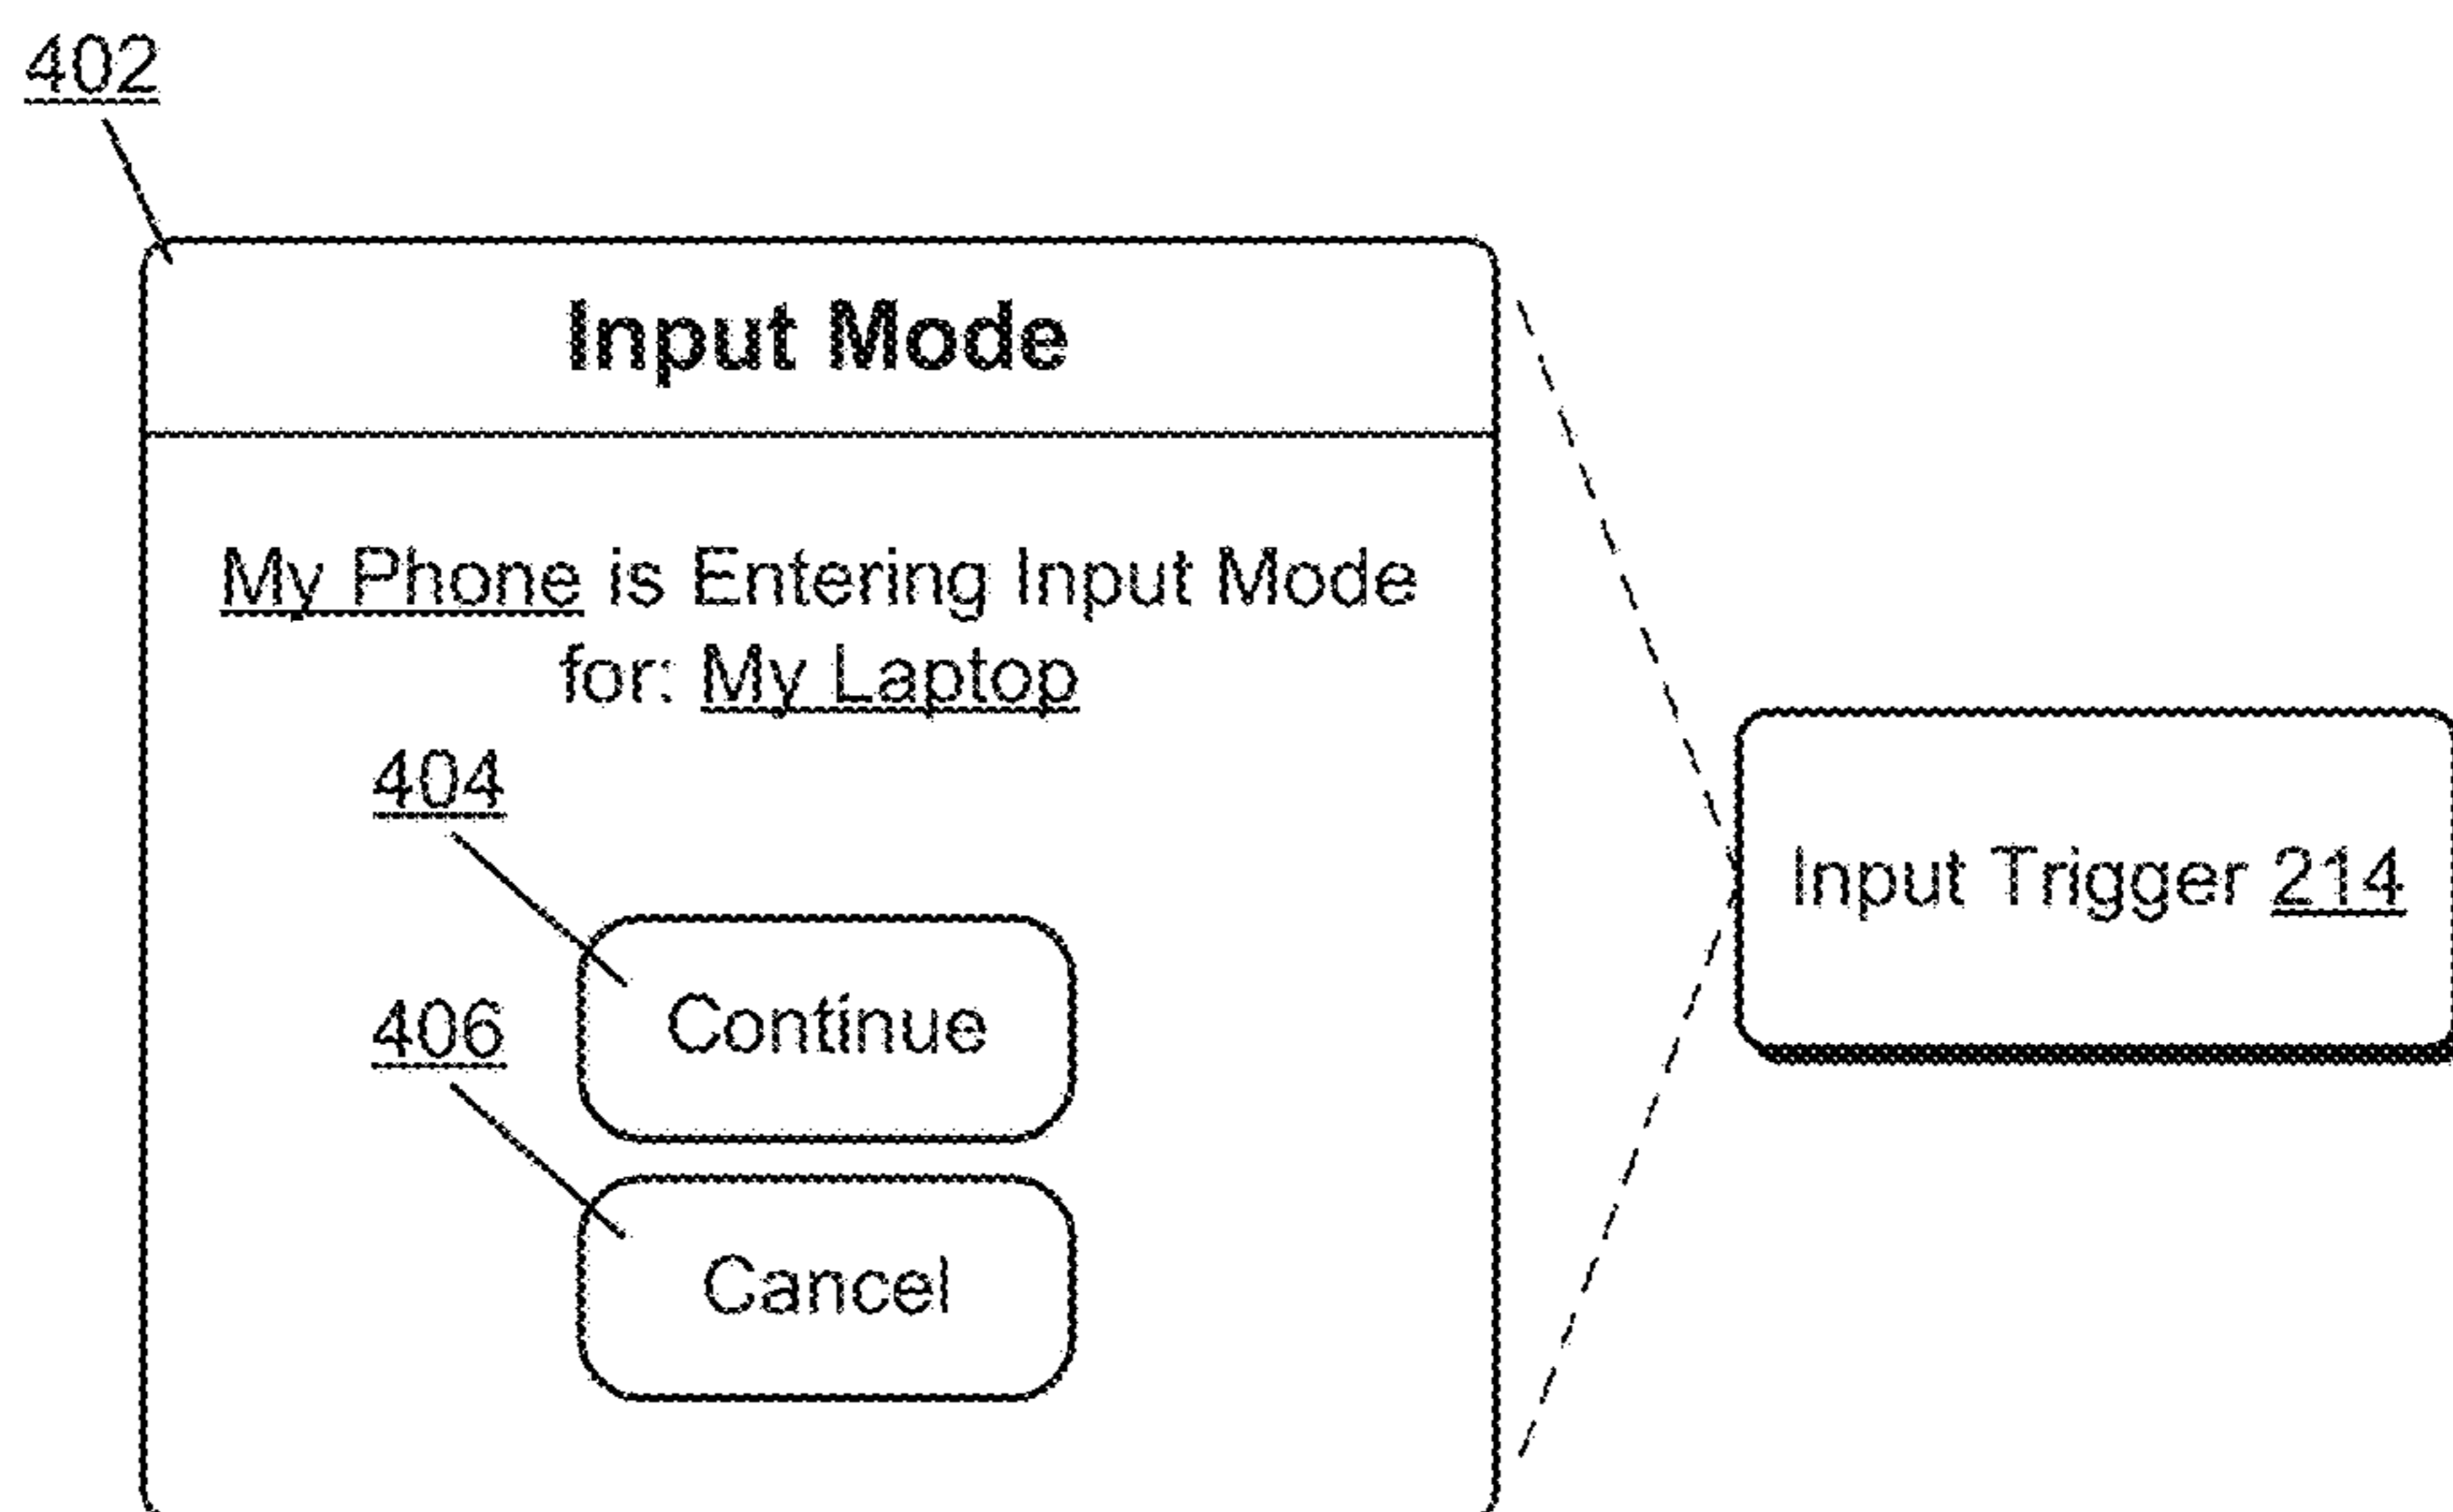 402
Input Mode
My Phone is Entering Input Mode
for: My Laptop
404
Continue
406
Cancel
Input Trigger 214